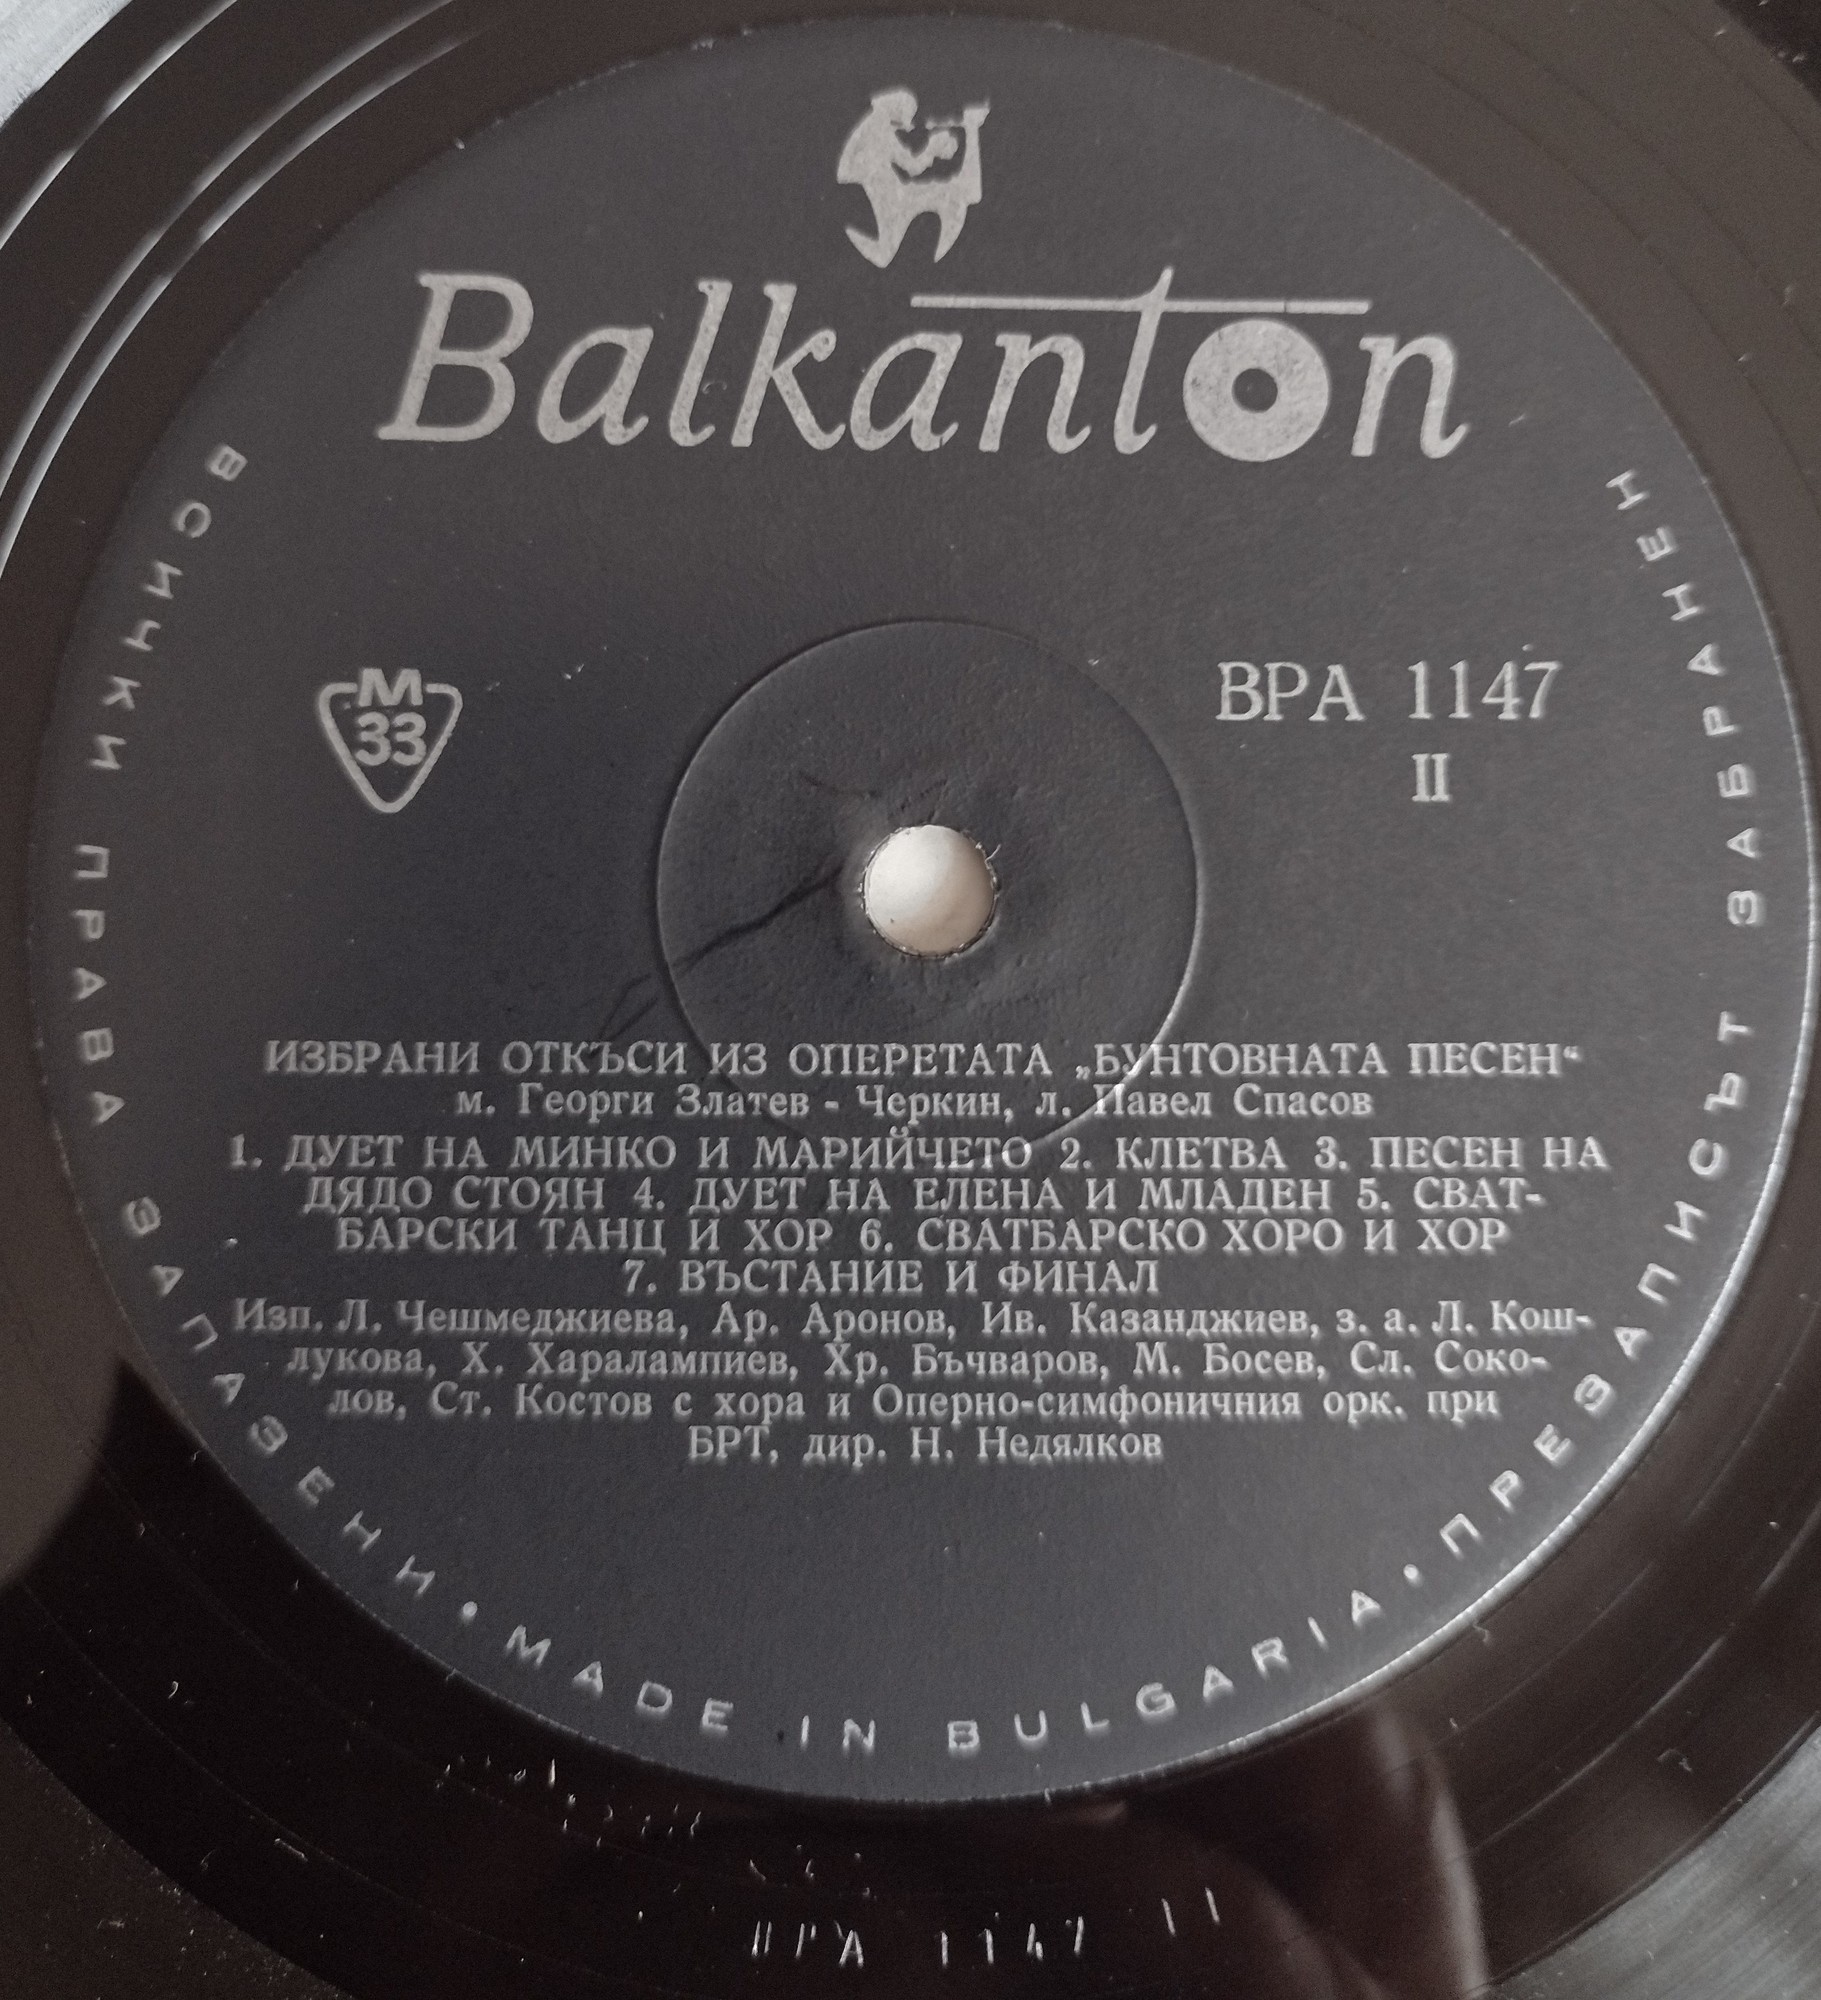 Balkanton
M
33
ВРА 1147
II
ИЗБРАНИ ОТКЪСИ ИЗ ОПЕРЕТАТА „БУНТОВНАТА ПЕСЕН“
м. Георги Златев - Черкин, л. Павел Спасов
1. ДУЕТ НА МИНКО И МАРИЙЧЕТО 2. КЛЕТВА 3. ПЕСЕН НА
ДЯДО СТОЯН 4. ДУЕТ НА ЕЛЕНА И МЛАДЕН 5. СВАТ-
БАРСКИ ТАНЦ И ХОР 6. СВАТБАРСКО ХОРО И ХОР
7. ВЪСТАНИЕ И ФИНАЛ
Изп. Л. Чешмеджиева, Ар. Аронов, Ив. Казанджиев, з. а. Л. Кош-
лукова, Х. Харалампиев, Хр. Бъчваров, М. Босев, Сл. Соко-
лов, Ст. Костов с хора и Оперно-симфоничния орк. при
БРТ, дир. Н. Недялков
ВСИЧКИ ПРАВА ЗАПАЗЕНИ • MADE IN BULGARIA • ПРЕЗАПИСЪТ ЗАБРАНЕН
ВРА 1147 II